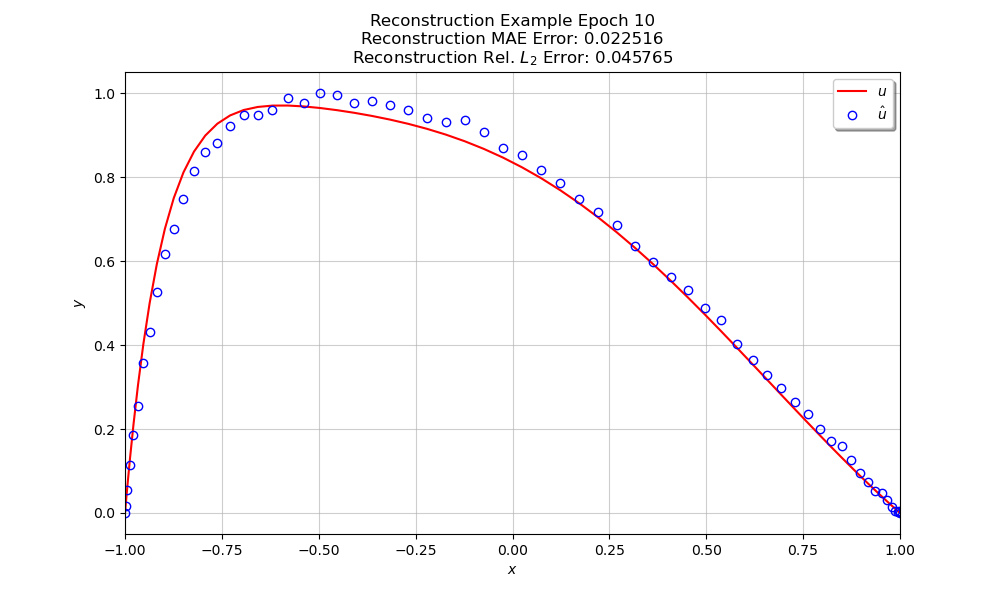 Reconstruction Example Epoch 10
Reconstruction MAE Error: 0.022516
Reconstruction Rel. $L_2$ Error: 0.045765
1.0
0.8
0.6
0.4
0.2
0.0
y
−1.00 −0.75 −0.50 −0.25 0.00 0.25 0.50 0.75 1.00
x
u
û